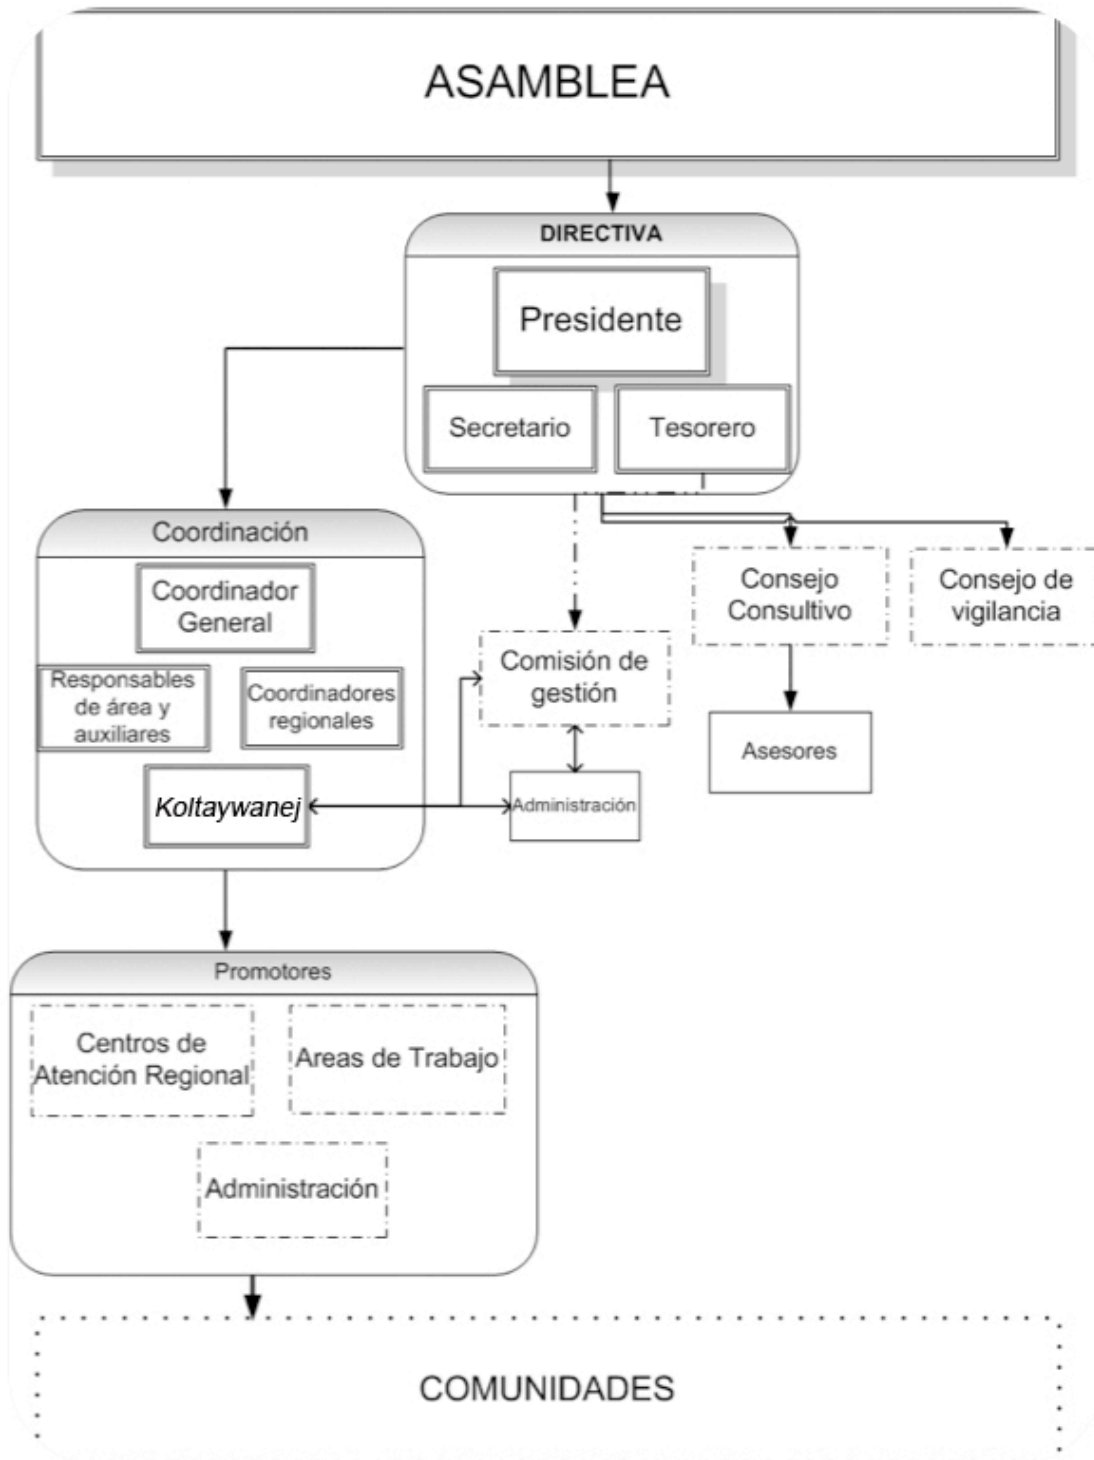 ASAMBLEA
DIRECTIVA
Presidente
Secretario
Tesorero
Coordinación
Coordinador
General
Responsables
de área y
auxiliares
Coordinadores
regionales
Koltaywanej
Comisión de
gestión
Administración
Consejo
Consultivo
Consejo de
vigilancia
Asesores
Promotores
Centros de
Atención Regional
Areas de Trabajo
Administración
COMUNIDADES